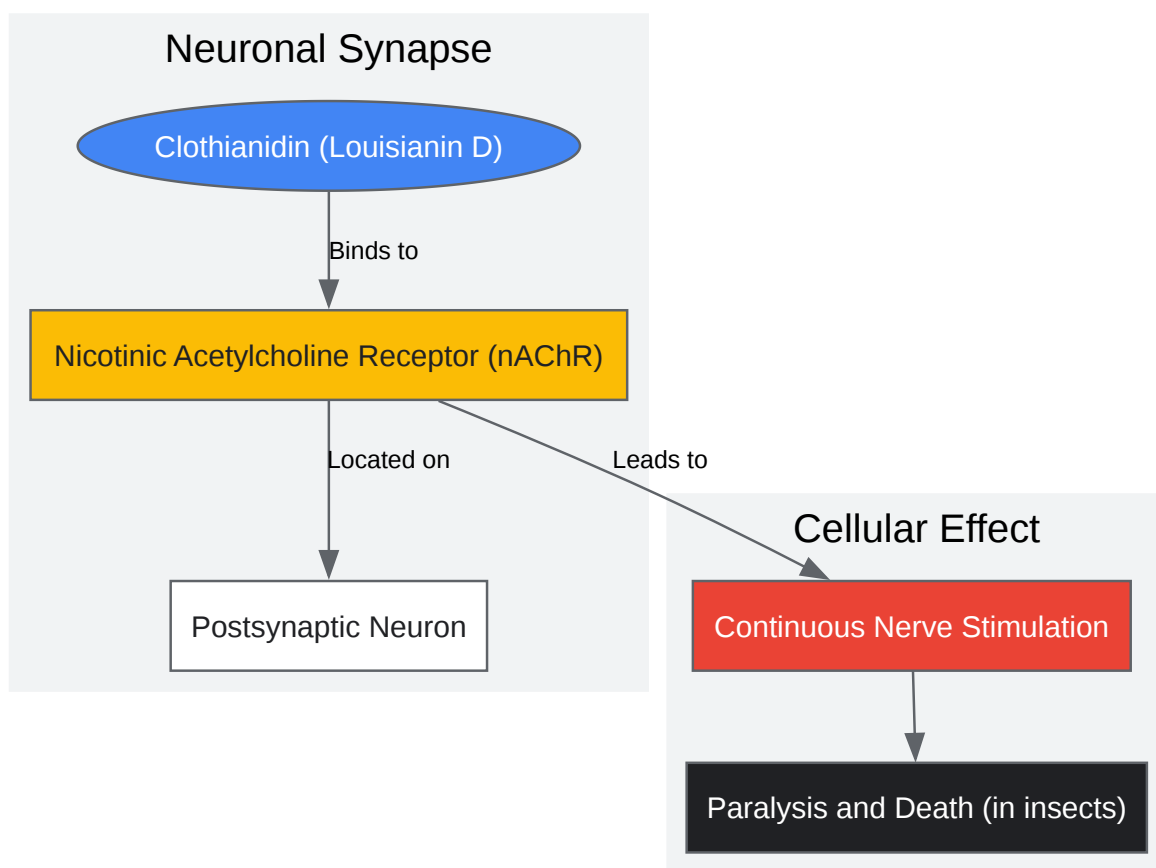 Neuronal Synapse
Clothianidin (Louisianin D)
Binds to
Nicotinic Acetylcholine Receptor (nAChR)
Located on
Leads to
Postsynaptic Neuron
Cellular Effect
Continuous Nerve Stimulation
Paralysis and Death (in insects)